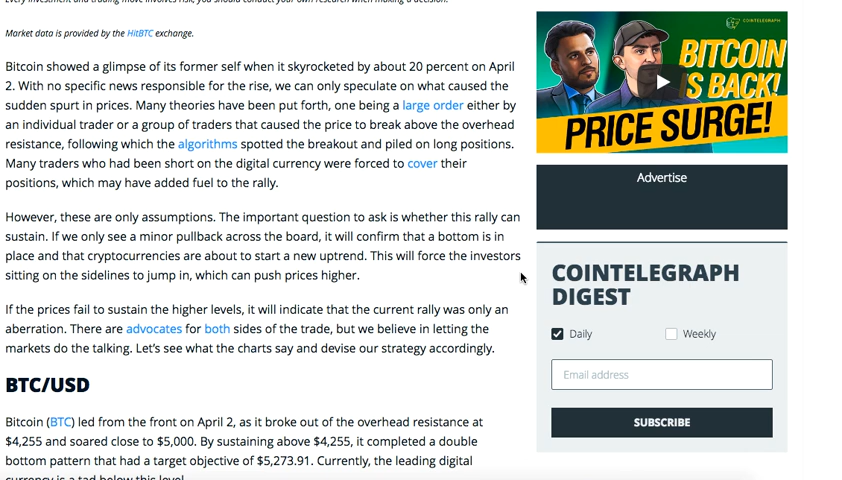 Every investment and trading move involves risk, you should conduct your own research when making a decision.
Market data is provided by the HitBTC exchange.
Bitcoin showed a glimpse of its former self when it skyrocketed by about 20 percent on April
2. With no specific news responsible for the rise, we can only speculate on what caused the
sudden spurt in prices. Many theories have been put forth, one being a large order either by
an individual trader or a group of traders that caused the price to break above the overhead
resistance, following which the algorithms spotted the breakout and piled on long positions.
Many traders who had been short on the digital currency were forced to cover their
positions, which may have added fuel to the rally.
However, these are only assumptions. The important question to ask is whether this rally can
sustain. If we only see a minor pullback across the board, it will confirm that a bottom is in
place and that cryptocurrencies are about to start a new uptrend. This will force the investors
sitting on the sidelines to jump in, which can push prices higher.
If the prices fail to sustain the higher levels, it will indicate that the current rally was only an
aberration. There are advocates for both sides of the trade, but we believe in letting the
markets do the talking. Let’s see what the charts say and devise our strategy accordingly.
BTC/USD
Bitcoin (BTC) led from the front on April 2, as it broke out of the overhead resistance at
$4,255 and soared close to $5,000. By sustaining above $4,255, it completed a double
bottom pattern that had a target objective of $5,273.91. Currently, the leading digital
currency is a tad below this level.
COINTELEGRAPH
BITCOIN
IS BACK!
PRICE SURGE!
Advertise
COINTELEGRAPH
DIGEST
Daily
Weekly
Email address
SUBSCRIBE